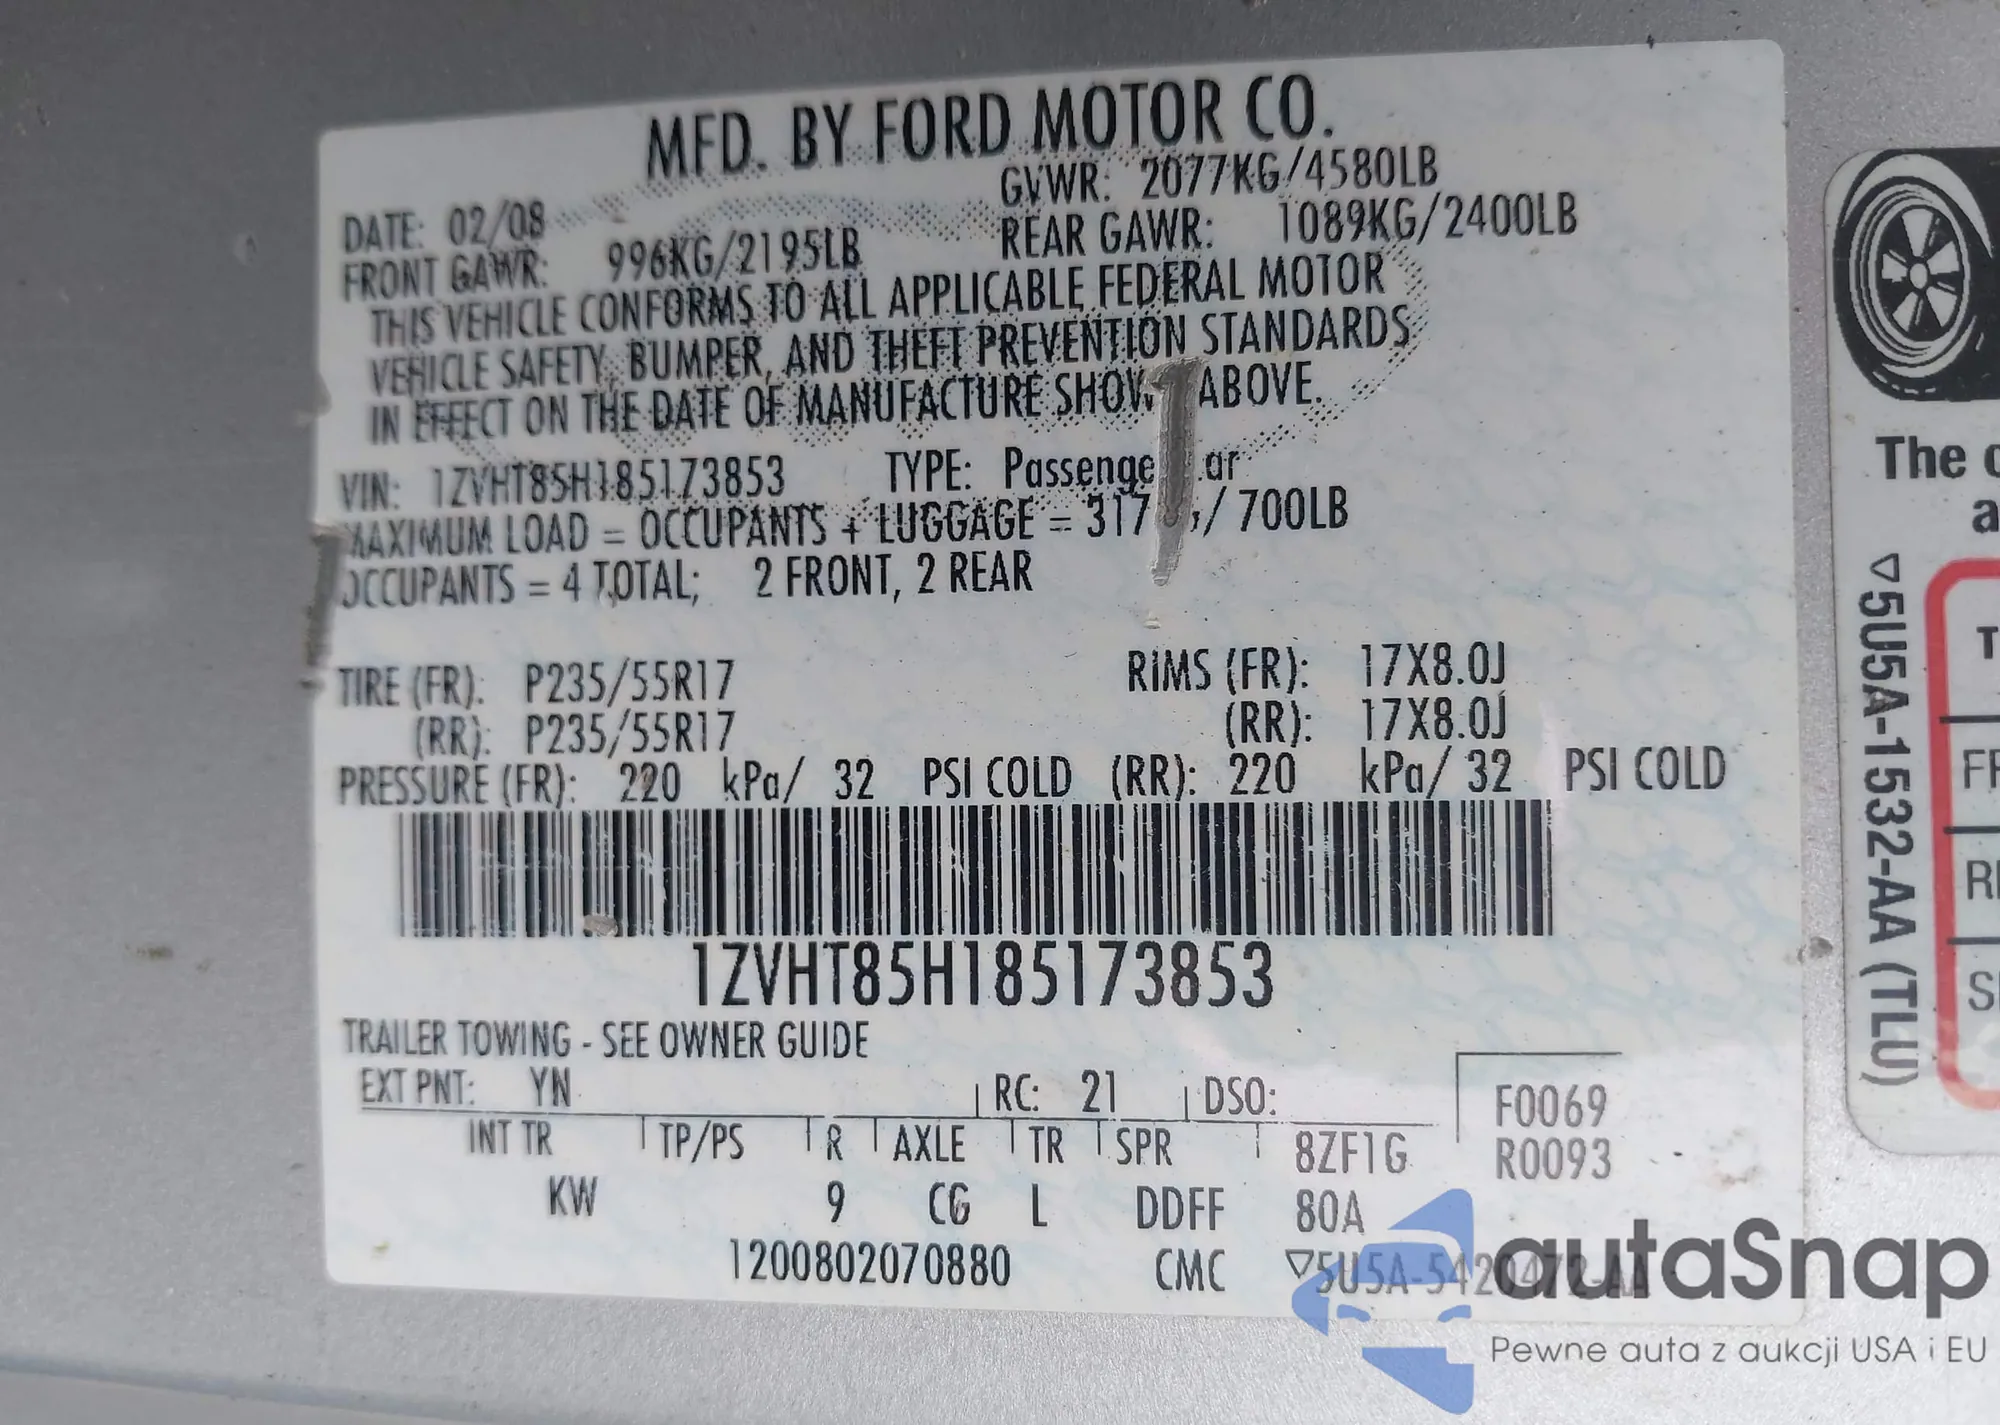 MFD. BY FORD MOTOR CO.
DATE: 02/08
GVWR: 2077KG/4580LB
FRONT GAWR: 996KG/2195LB
REAR GAWR: 1089KG/2400LB
THIS VEHICLE CONFORMS TO ALL APPLICABLE FEDERAL MOTOR
VEHICLE SAFETY, BUMPER, AND THEFT PREVENTION STANDARDS
IN EFFECT ON THE DATE OF MANUFACTURE SHOW ABOVE.
VIN: 1ZVHT85H185173853 TYPE: Passenge ar
MAXIMUM LOAD = OCCUPANTS + LUGGAGE = 317 / 700LB
OCCUPANTS = 4 TOTAL; 2 FRONT, 2 REAR
TIRE (FR): P235/55R17 RIMS (FR): 17X8.0J
(RR): P235/55R17 (RR): 17X8.0J
PRESSURE (FR): 220 kPa/ 32 PSI COLD (RR): 220 kPa/ 32 PSI COLD
1ZVHT85H185173853
TRAILER TOWING - SEE OWNER GUIDE
EXT PNT: YN RC: 21 DSO: F0069
INT TR TP/PS R AXLE TR SPR 8ZF1G R0093
KW 9 CG L DDFF 80A
1200802070880 CMC ▽5U5A-5420472-AA
The
▽5U5A-1532-AA (TLU)
autoSnap
Pewne auta z aukcji USA i EU